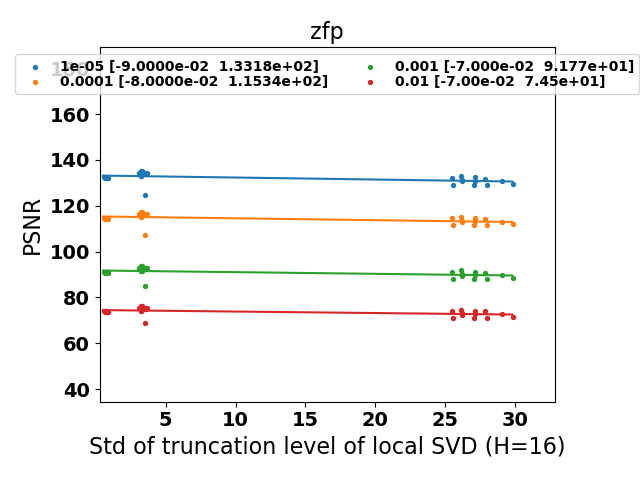 zfp
1e-05 [-9.0000e-02 1.3318e+02]
0.0001 [-8.0000e-02 1.1534e+02]
0.001 [-7.000e-02 9.177e+01]
0.01 [-7.00e-02 7.45e+01]
180
160
140
120
100
80
60
40
PSNR
5 10 15 20 25 30
Std of truncation level of local SVD (H=16)